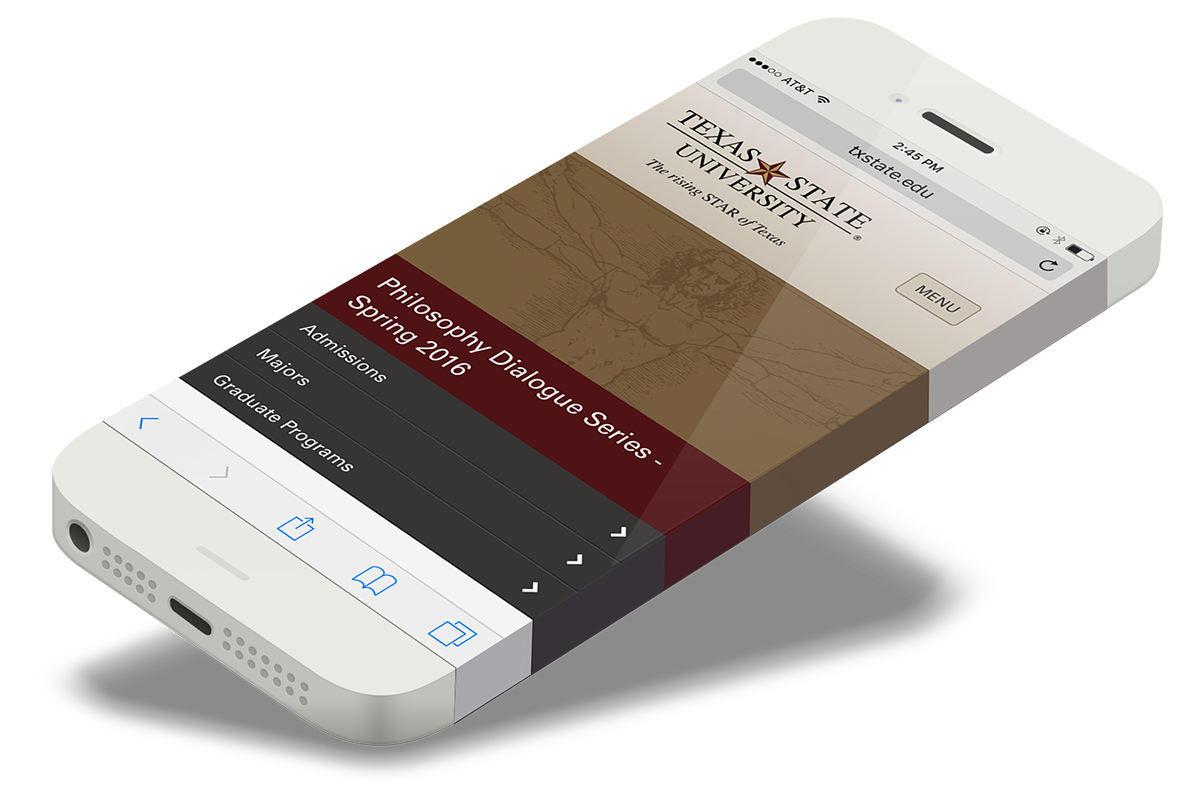 AT&T
2:45 PM
txstate.edu
TEXAS STATE
UNIVERSITY
®
The rising STAR of Texas
MENU
Philosophy Dialogue Series -
Spring 2016
Admissions
Majors
Graduate Programs